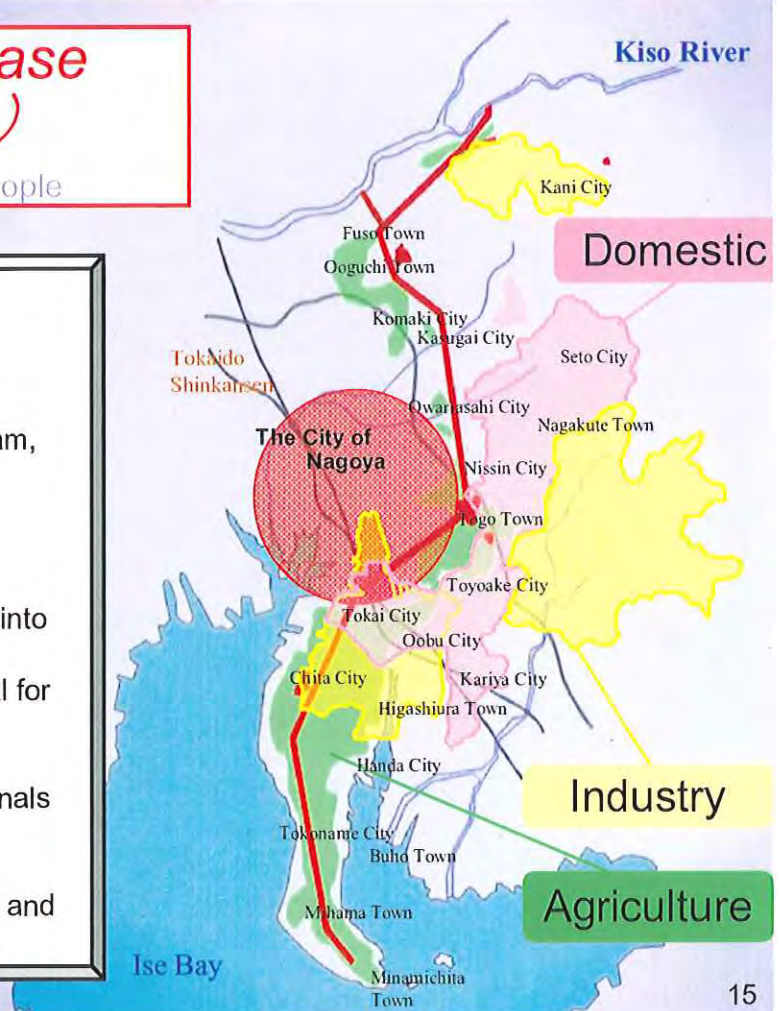 ase
ople
am,
into
l for
nals
and
Kiso River
Kani City
Domestic
Fuso Town
Ooguchi Town
Komaki City
Kasugai City
Seto City
Tokaido
Shinkansen
Owariasahi City
Nagakute Town
The City of
Nagoya
Nissin City
Togo Town
Toyoake City
Tokai City
Oobu City
Chita City
Kariya City
Higashiura Town
Handa City
Industry
Tokoname City
Buho Town
Agriculture
Mihama Town
Ise Bay
Minamichita
Town
15